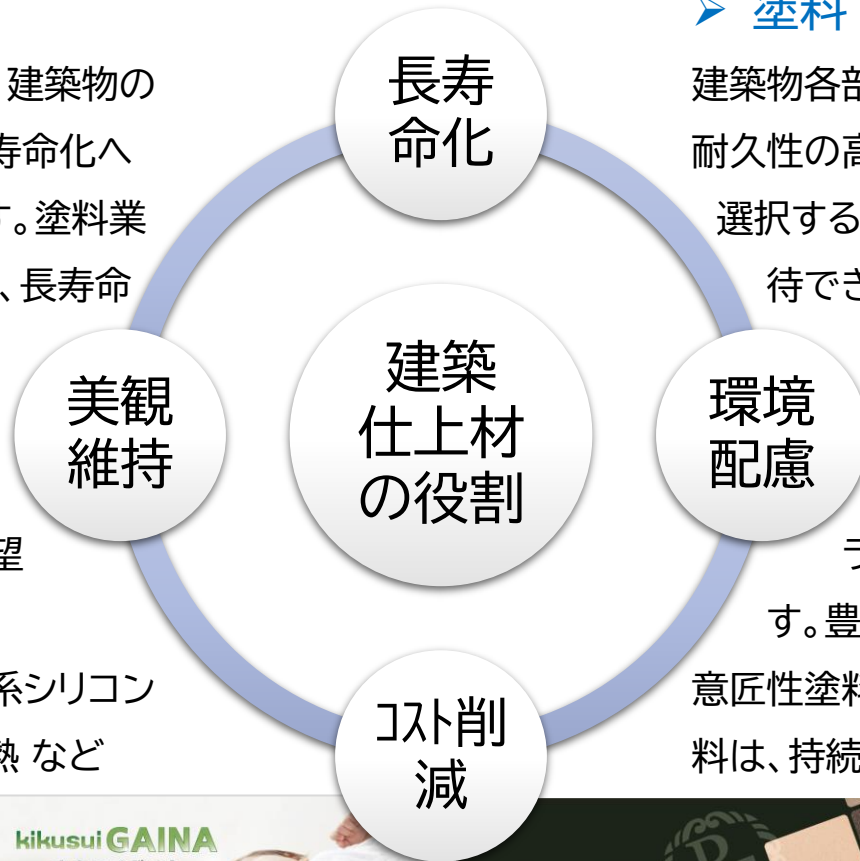 ➢ 塗料
建築物の
寿命化へ
す。塗料業
、長寿命
長寿
命化
建築物各部
耐久性の高
選択する
待でき
美観
維持
建築
仕上材
の役割
環境
配慮
望
系シリコン
熱 など
コスト削
減
ラ
す。豊
意匠性塗料
料は、持続
kikusui GAINA